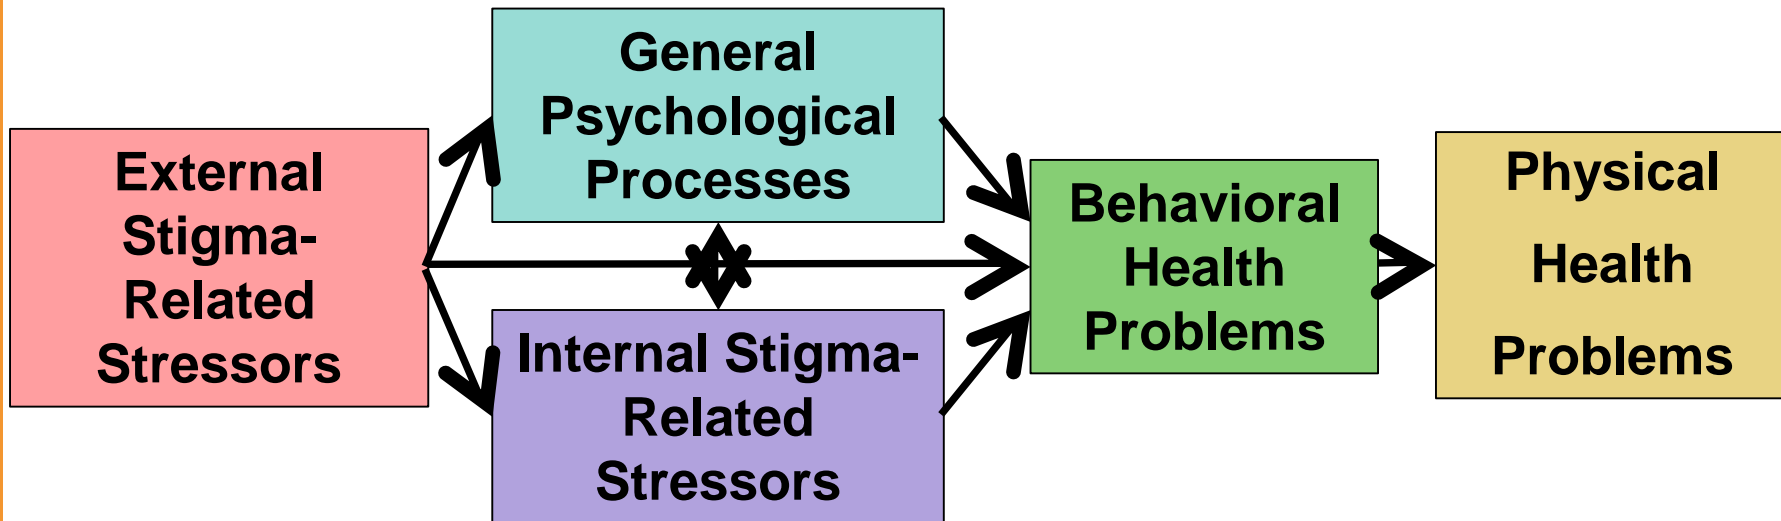 External
Stigma-
Related
Stressors
General
Psychological
Processes
Internal Stigma-
Related
Stressors
Behavioral
Health
Problems
Physical
Health
Problems